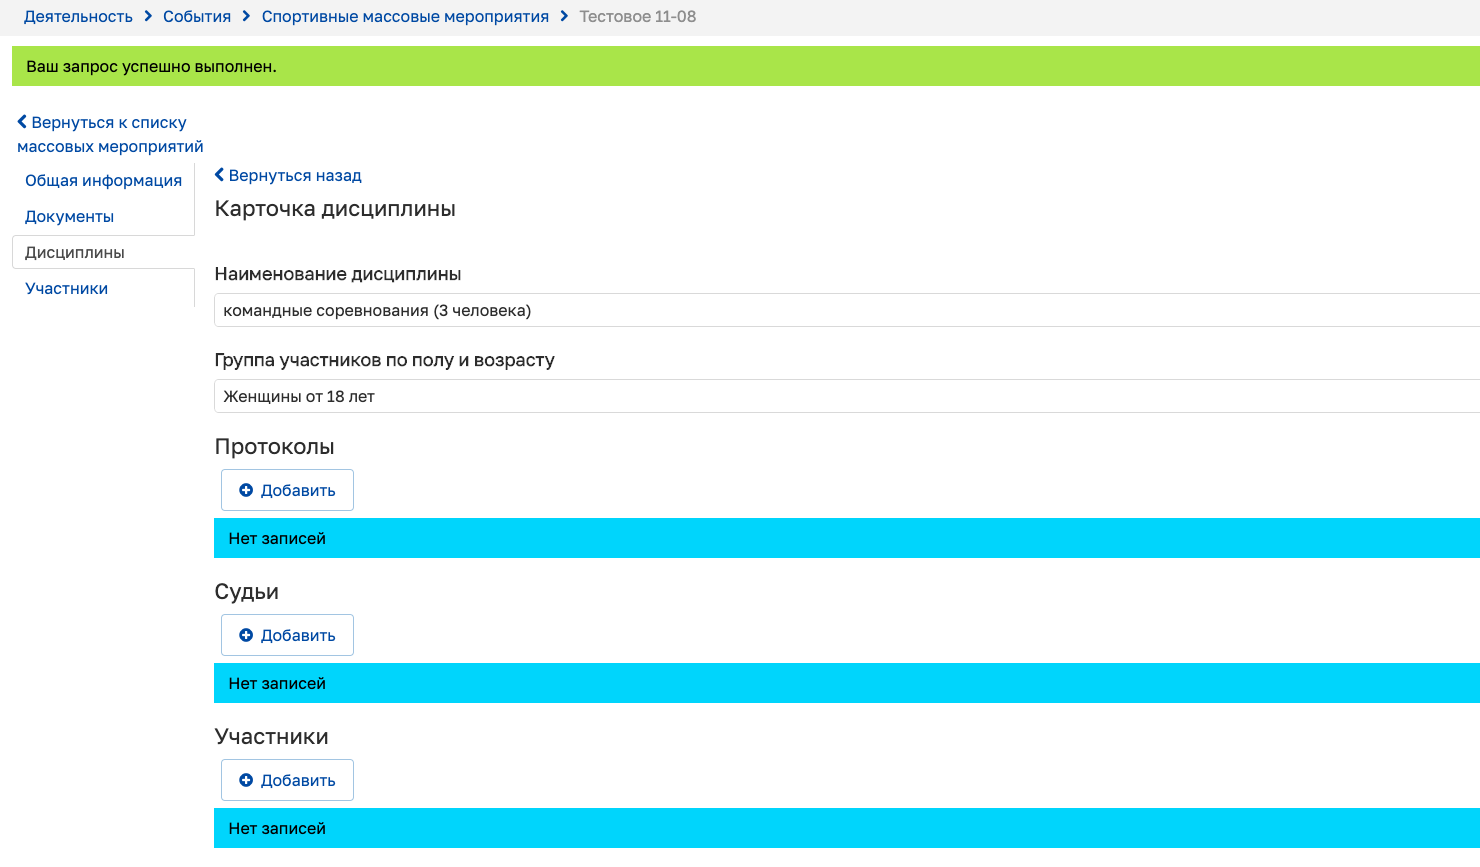 Деятельность События Спортивные массовые мероприятия Тестовое 11-08
Ваш запрос успешно выполнен.
Вернуться к списку
массовых мероприятий
Общая информация
Документы
Дисциплины
Участники
Вернуться назад
Карточка дисциплины
Наименование дисциплины
командные соревнования (3 человека)
Группа участников по полу и возрасту
Женщины от 18 лет
Протоколы
Добавить
Нет записей
Судьи
Добавить
Нет записей
Участники
Добавить
Нет записей